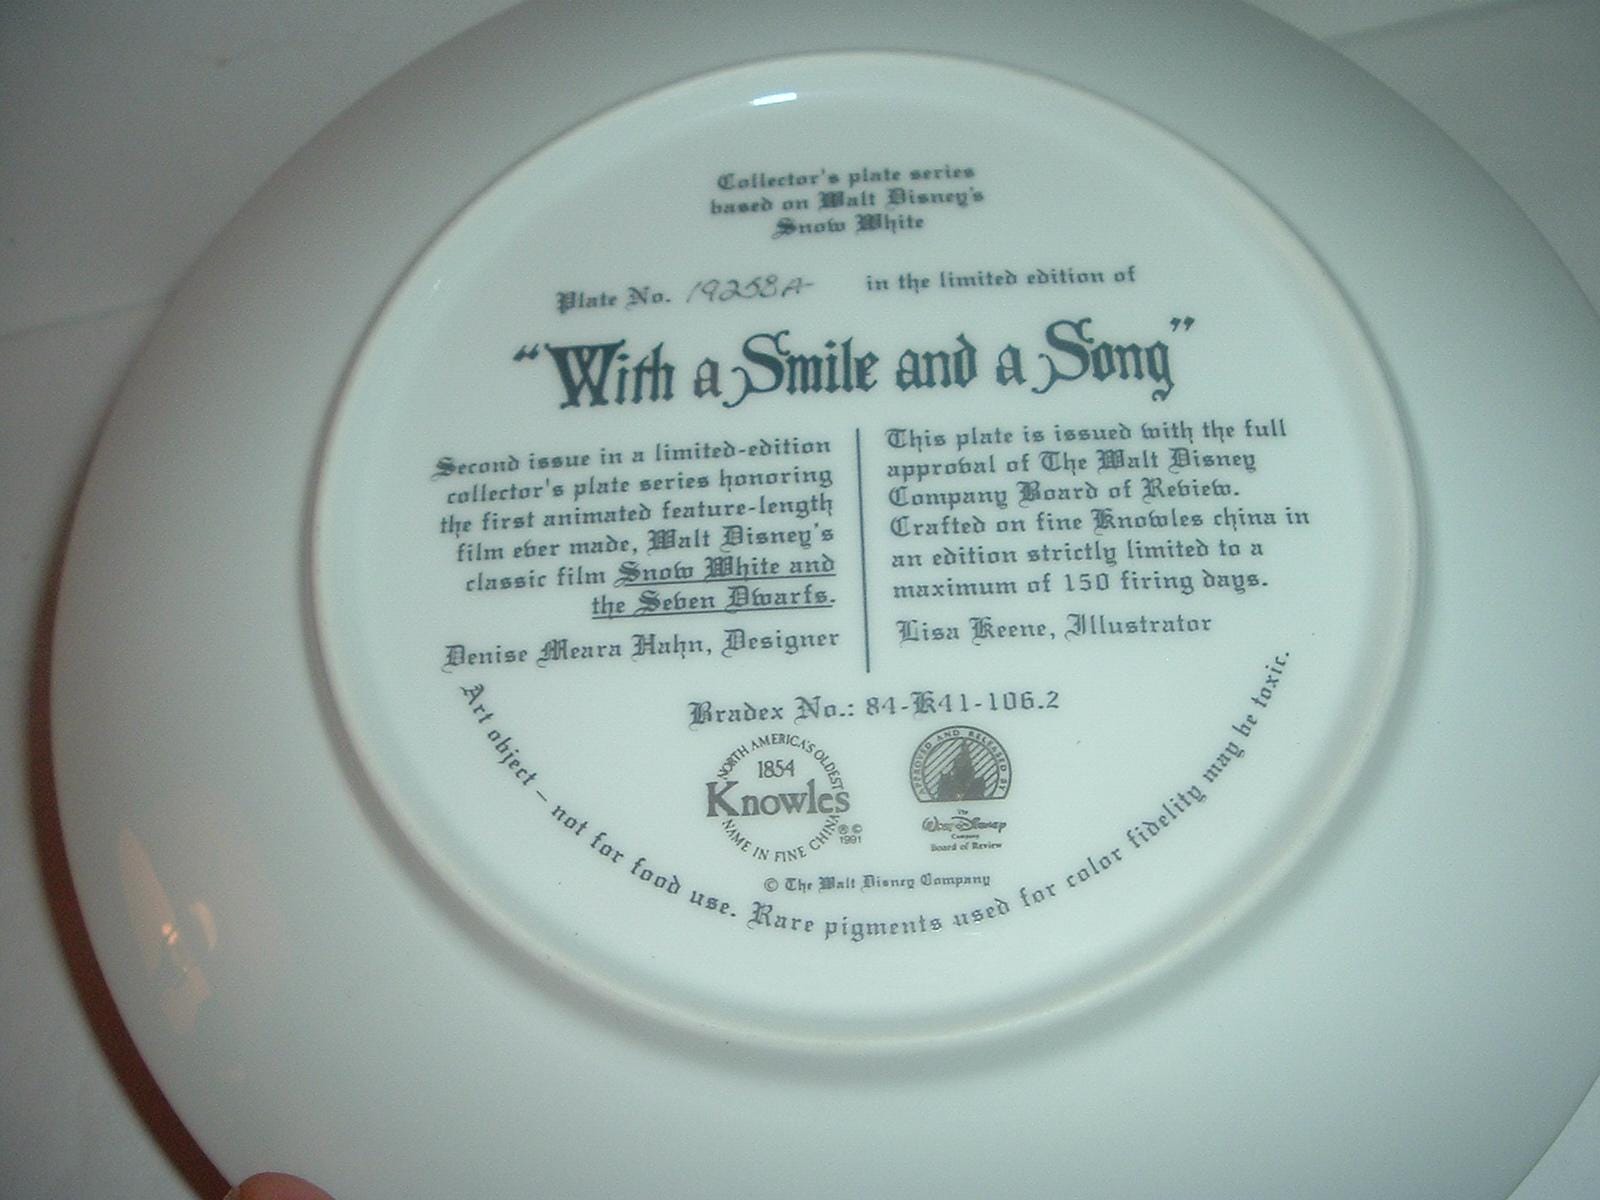 Collector's plate series
based on Walt Disney's
Snow White
Plate No. 19258A in the limited edition of
"With a Smile and a Song"
Second issue in a limited-edition
collector's plate series honoring
the first animated feature-length
film ever made, Walt Disney's
classic film Snow White and
the Seven Dwarfs.
Denise Meara Hahn, Designer
This plate is issued with the full
approval of The Walt Disney
Company Board of Review.
Crafted on fine Knowles china in
an edition strictly limited to a
maximum of 150 firing days.
Lisa Keene, Illustrator
Bradex No.: 84-K41-106.2
NORTH AMERICA'S OLDEST
1854
Knowles
NAME IN FINE CHINA
® © 1991
APPROVED AND RELEASED BY
The
Walt Disney
Company
Board of Review
© The Walt Disney Company
Art object – not for food use. Rare pigments used for color fidelity may be toxic.